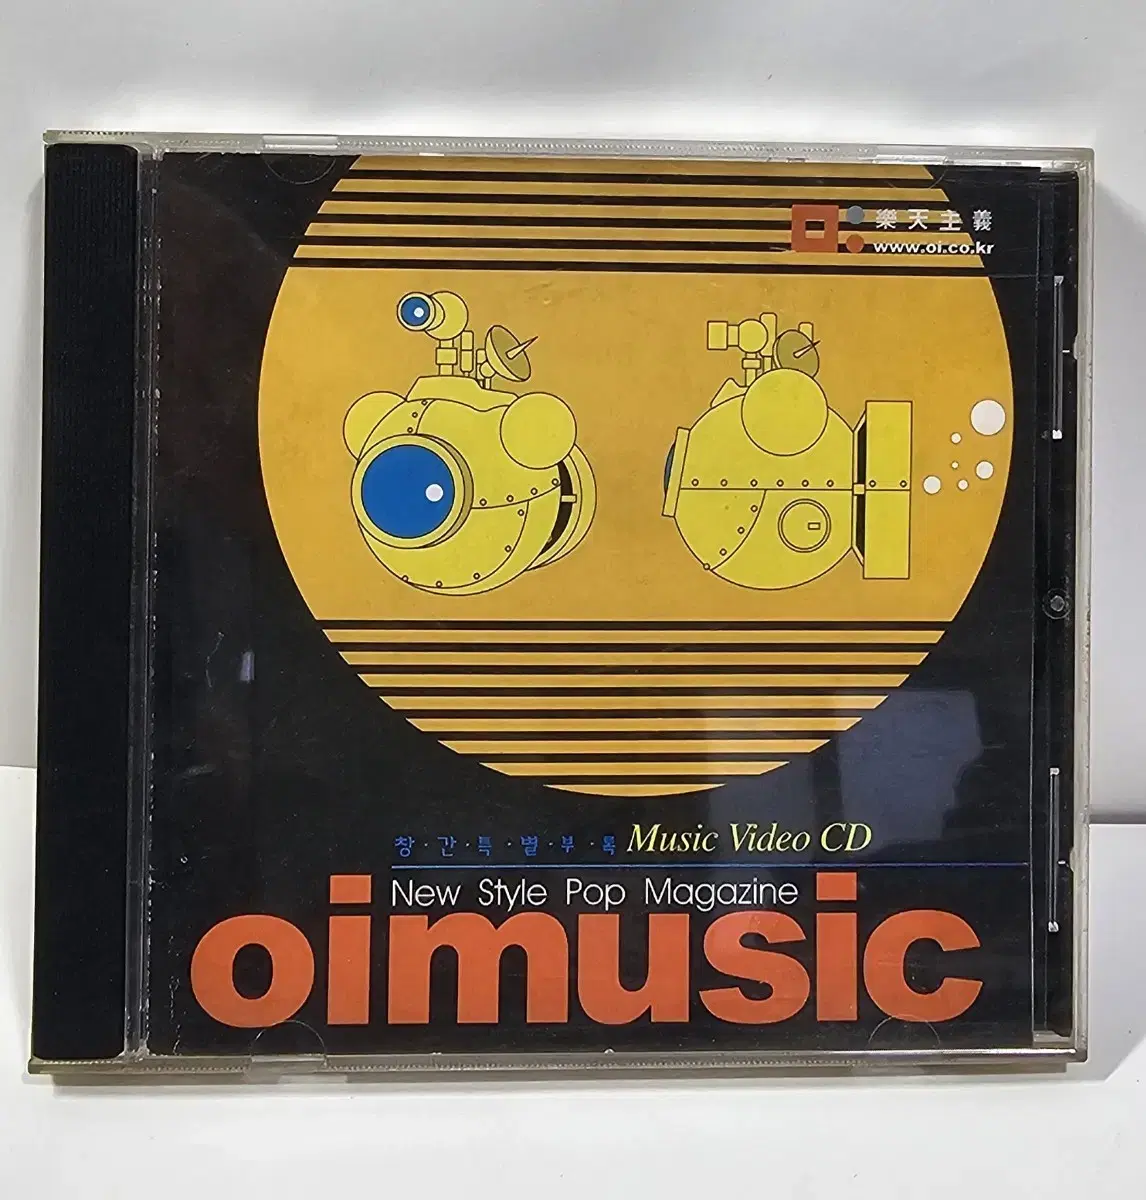 樂天主義
www.oi.co.kr
창·간·특·별·부·록 Music Video CD
New Style Pop Magazine
oimusic